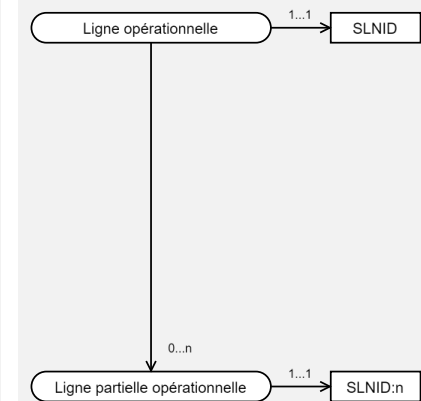 Ligne opérationnelle
1...1
SLNID
0...n
Ligne partielle opérationnelle
1...1
SLNID:n